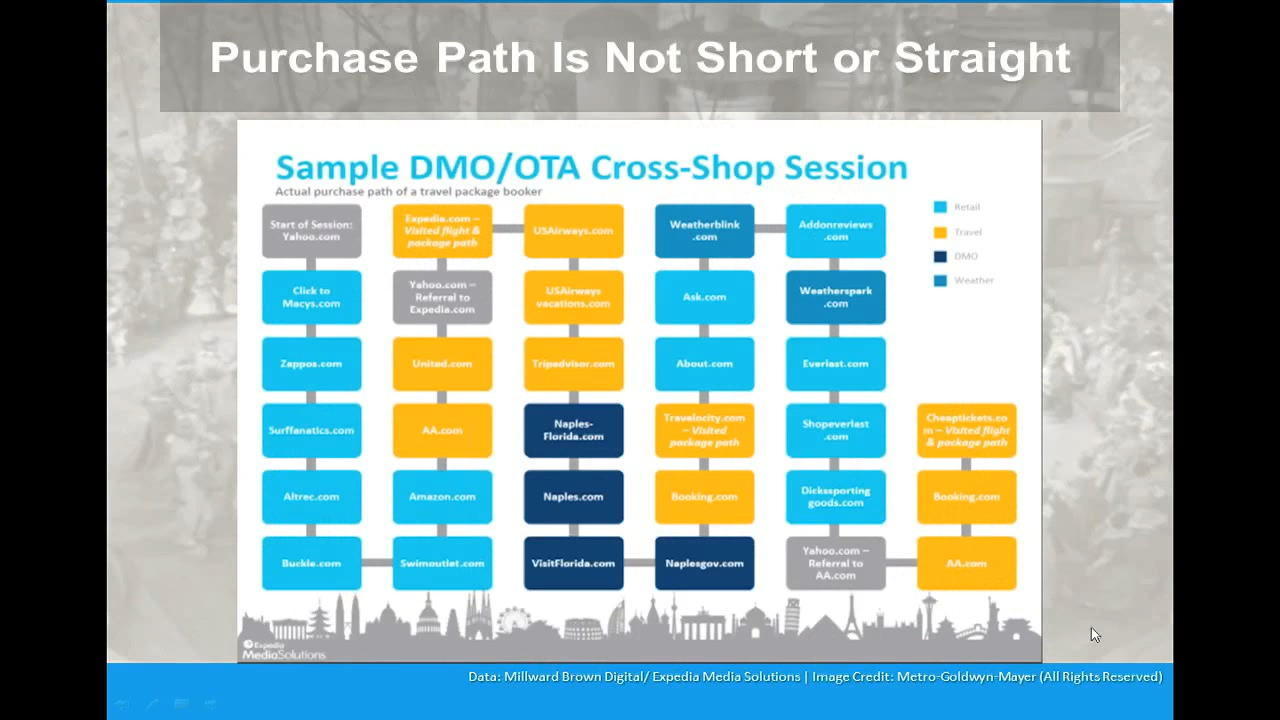 Purchase Path Is Not Short or Straight
Sample DMO/OTA Cross-Shop Session
Actual purchase path of a travel package booker
Start of Session:
Yahoo.com
Click to
Macys.com
Zappos.com
Surffanatics.com
Altrec.com
Buckle.com
Swimoutlet.com
Amazon.com
AA.com
United.com
Yahoo.com –
Referral to
Expedia.com
Expedia.com –
Visited flight &
package path
USAirways.com
USAirways
vacations.com
Tripadvisor.com
Naples-
Florida.com
Naples.com
VisitFlorida.com
Naplesgov.com
Booking.com
Travelocity.com
– Visited
package path
About.com
Ask.com
Weatherblink
.com
Addonreviews
.com
Weatherspark
.com
Everlast.com
Shopeverlast
.com
Dickssporting
goods.com
Yahoo.com –
Referral to
AA.com
AA.com
Booking.com
Cheaptickets.co
m – Visited flight
& package path
Retail
Travel
DMO
Weather
Expedia
MediaSolutions
Data: Millward Brown Digital/ Expedia Media Solutions | Image Credit: Metro-Goldwyn-Mayer (All Rights Reserved)